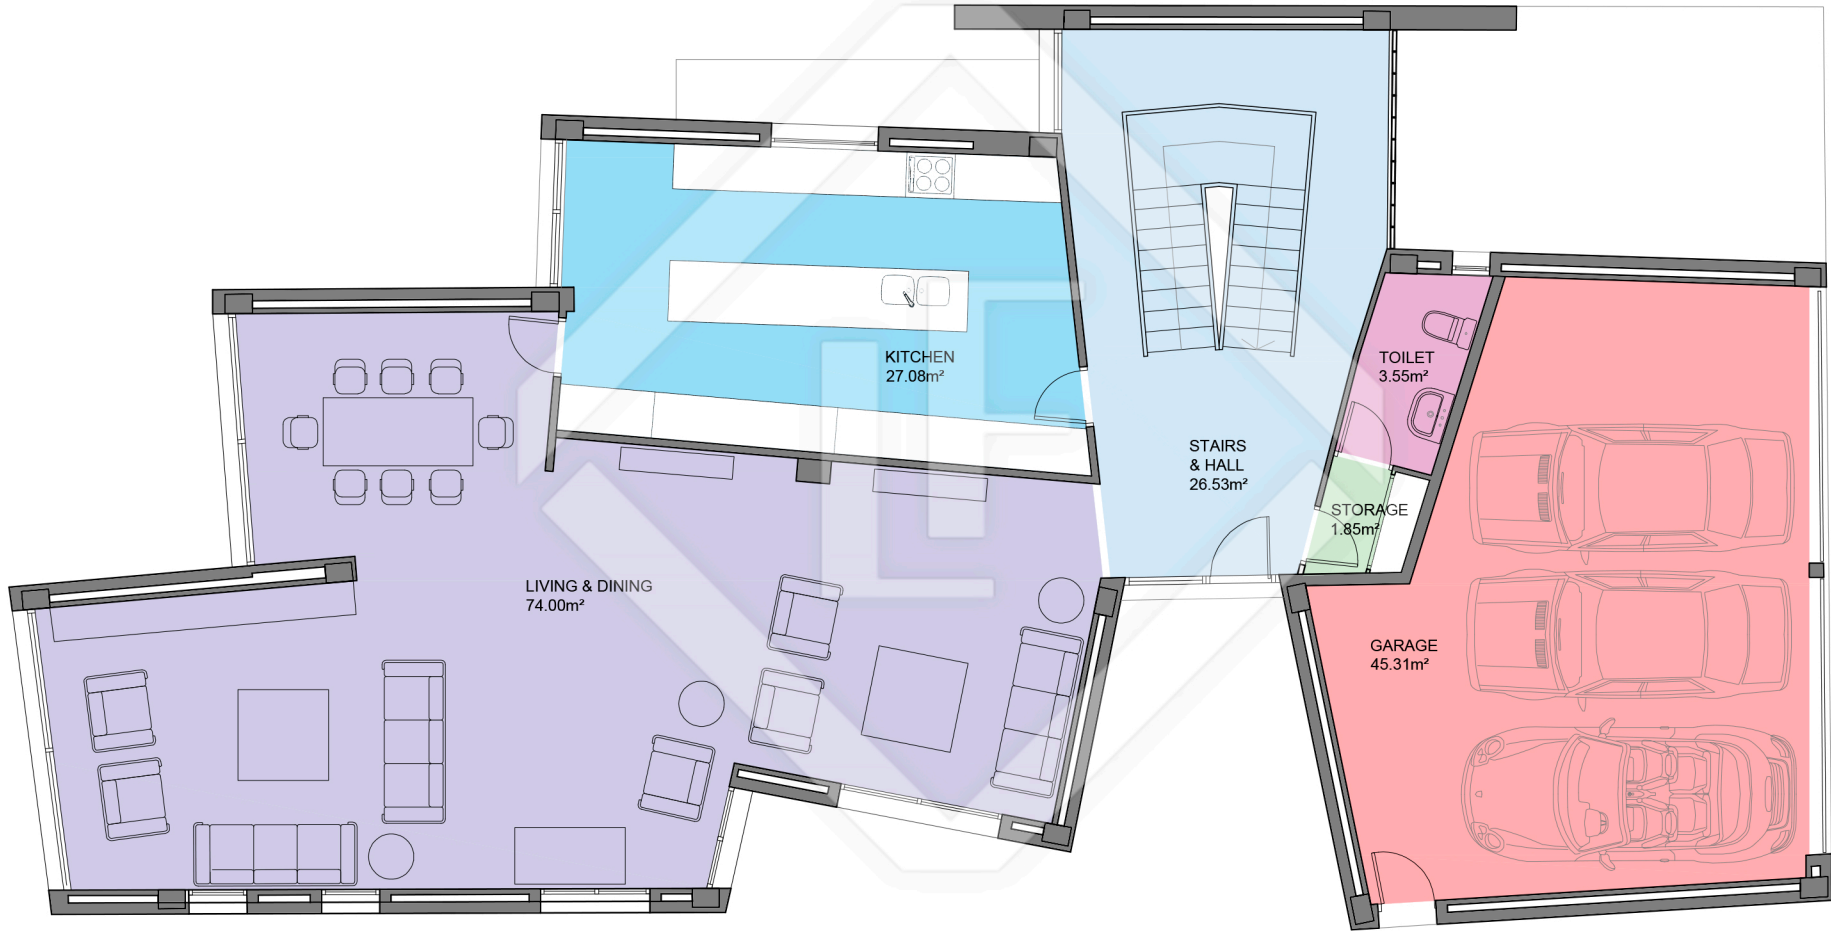 KITCHEN
27.08m²
TOILET
3.55m²
STAIRS
& HALL
26.53m²
STORAGE
1.85m²
LIVING & DINING
74.00m²
GARAGE
45.31m²